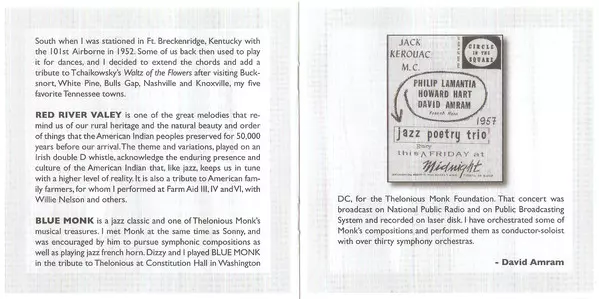 South when I was stationed in Ft. Breckenridge, Kentucky with
the 101st Airborne in 1952. Some of us back then used to play
it for dances, and I decided to extend the chords and add a
tribute to Tchaikowsky's Waltz of the Flowers after visiting Buck-
snort, White Pine, Bulls Gap, Nashville and Knoxville, my five
favorite Tennessee towns.
RED RIVER VALEY is one of the great melodies that re-
mind us of our rural heritage and the natural beauty and order
of things that the American Indian peoples preserved for 50,000
years before our arrival. The theme and variations, played on an
Irish double D whistle, acknowledge the enduring presence and
culture of the American Indian that, like jazz, keeps us in tune
with a higher level of reality. It is also a tribute to American fam-
ily farmers, for whom I performed at Farm Aid III, IV and VI, with
Willie Nelson and others.
BLUE MONK is a jazz classic and one of Thelonious Monk's
musical treasures. I met Monk at the same time as Sonny, and
was encouraged by him to pursue symphonic compositions as
well as playing jazz french horn. Dizzy and I played BLUE MONK
in the tribute to Thelonious at Constitution Hall in Washington
JACK
KEROUAC
M.C.
CIRCLE
IN THE
SQUARE
PHILIP LAMANTIA
HOWARD HART
DAVID AMRAM
1957
jazz poetry trio
this FRIDAY at
Midnight
DC, for the Thelonious Monk Foundation. That concert was
broadcast on National Public Radio and on Public Broadcasting
System and recorded on laser disk. I have orchestrated some of
Monk's compositions and performed them as conductor-soloist
with over thirty symphony orchestras.
- David Amram